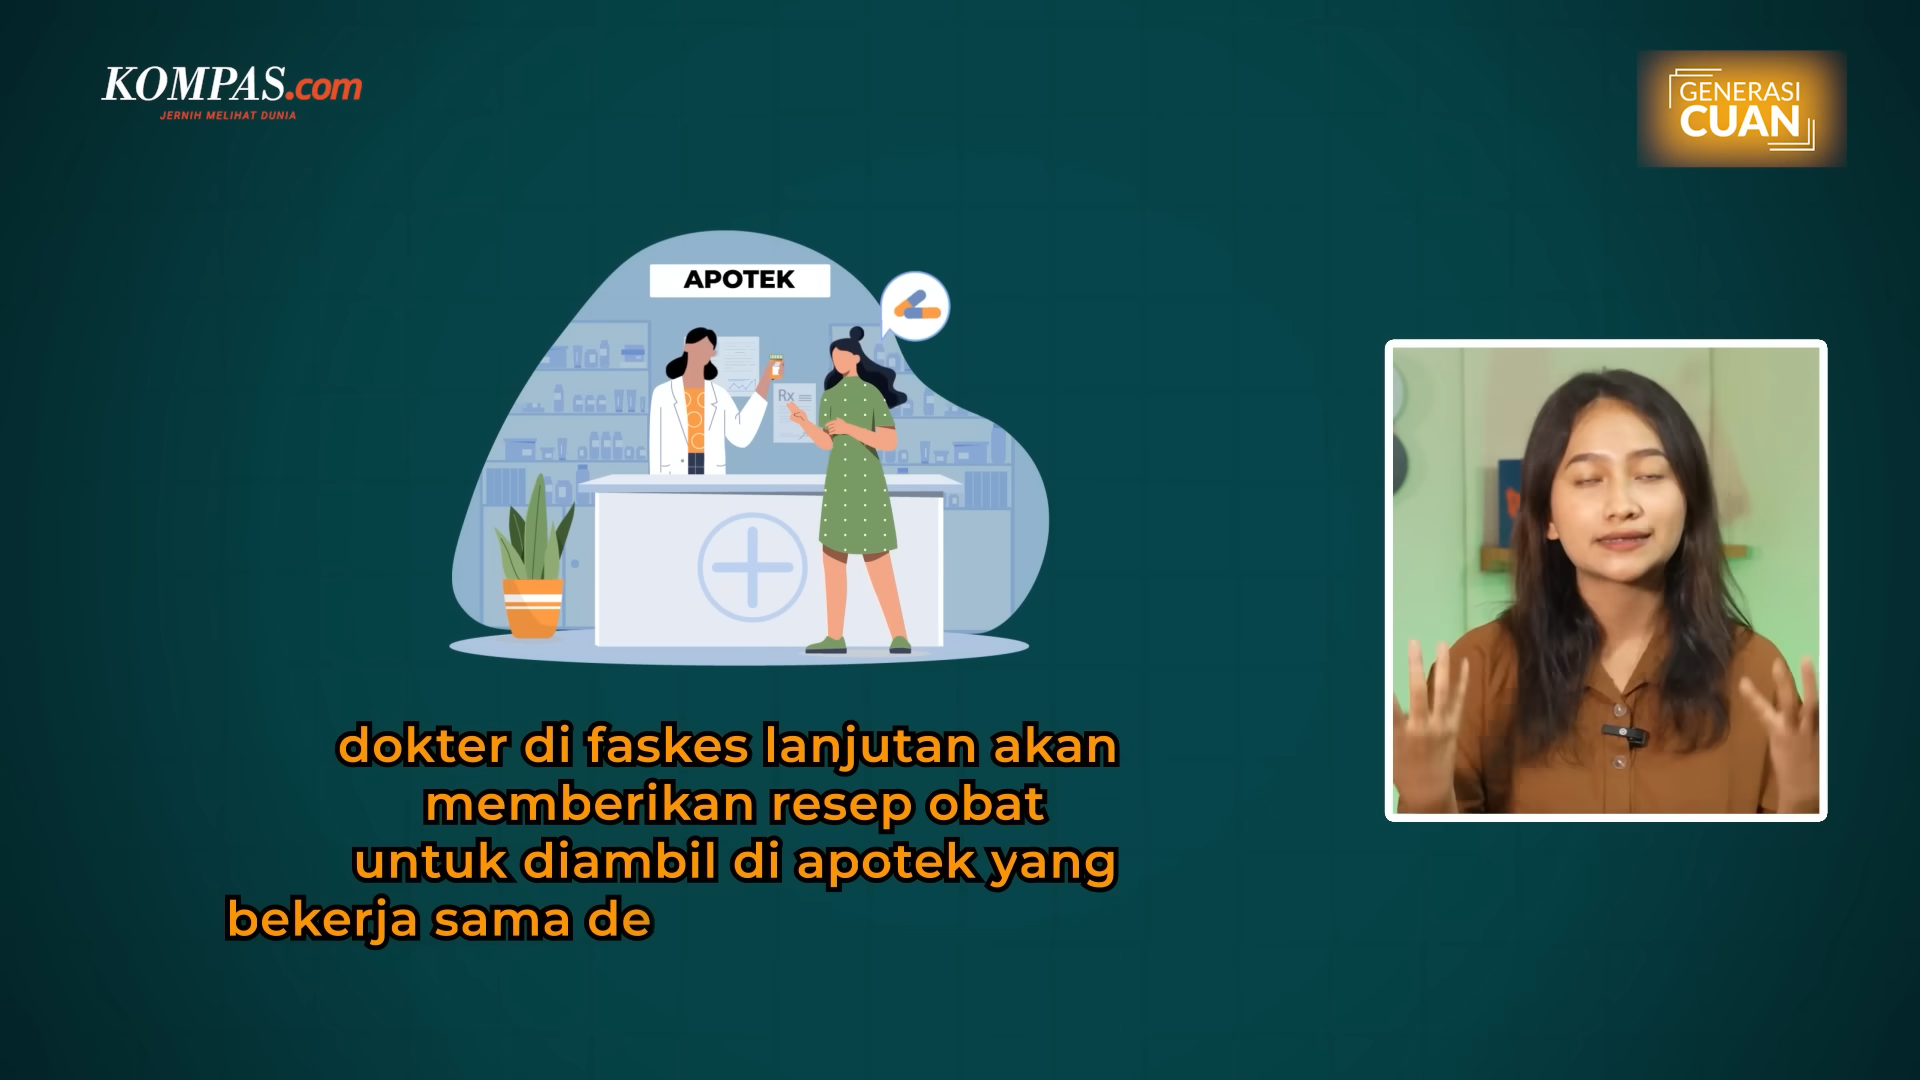 KOMPAS.com
JERNIH MELIHAT DUNIA
GENERASI
CUAN
APOTEK
Rx
dokter di faskes lanjutan akan
memberikan resep obat
untuk diambil di apotek yang
bekerja sama de